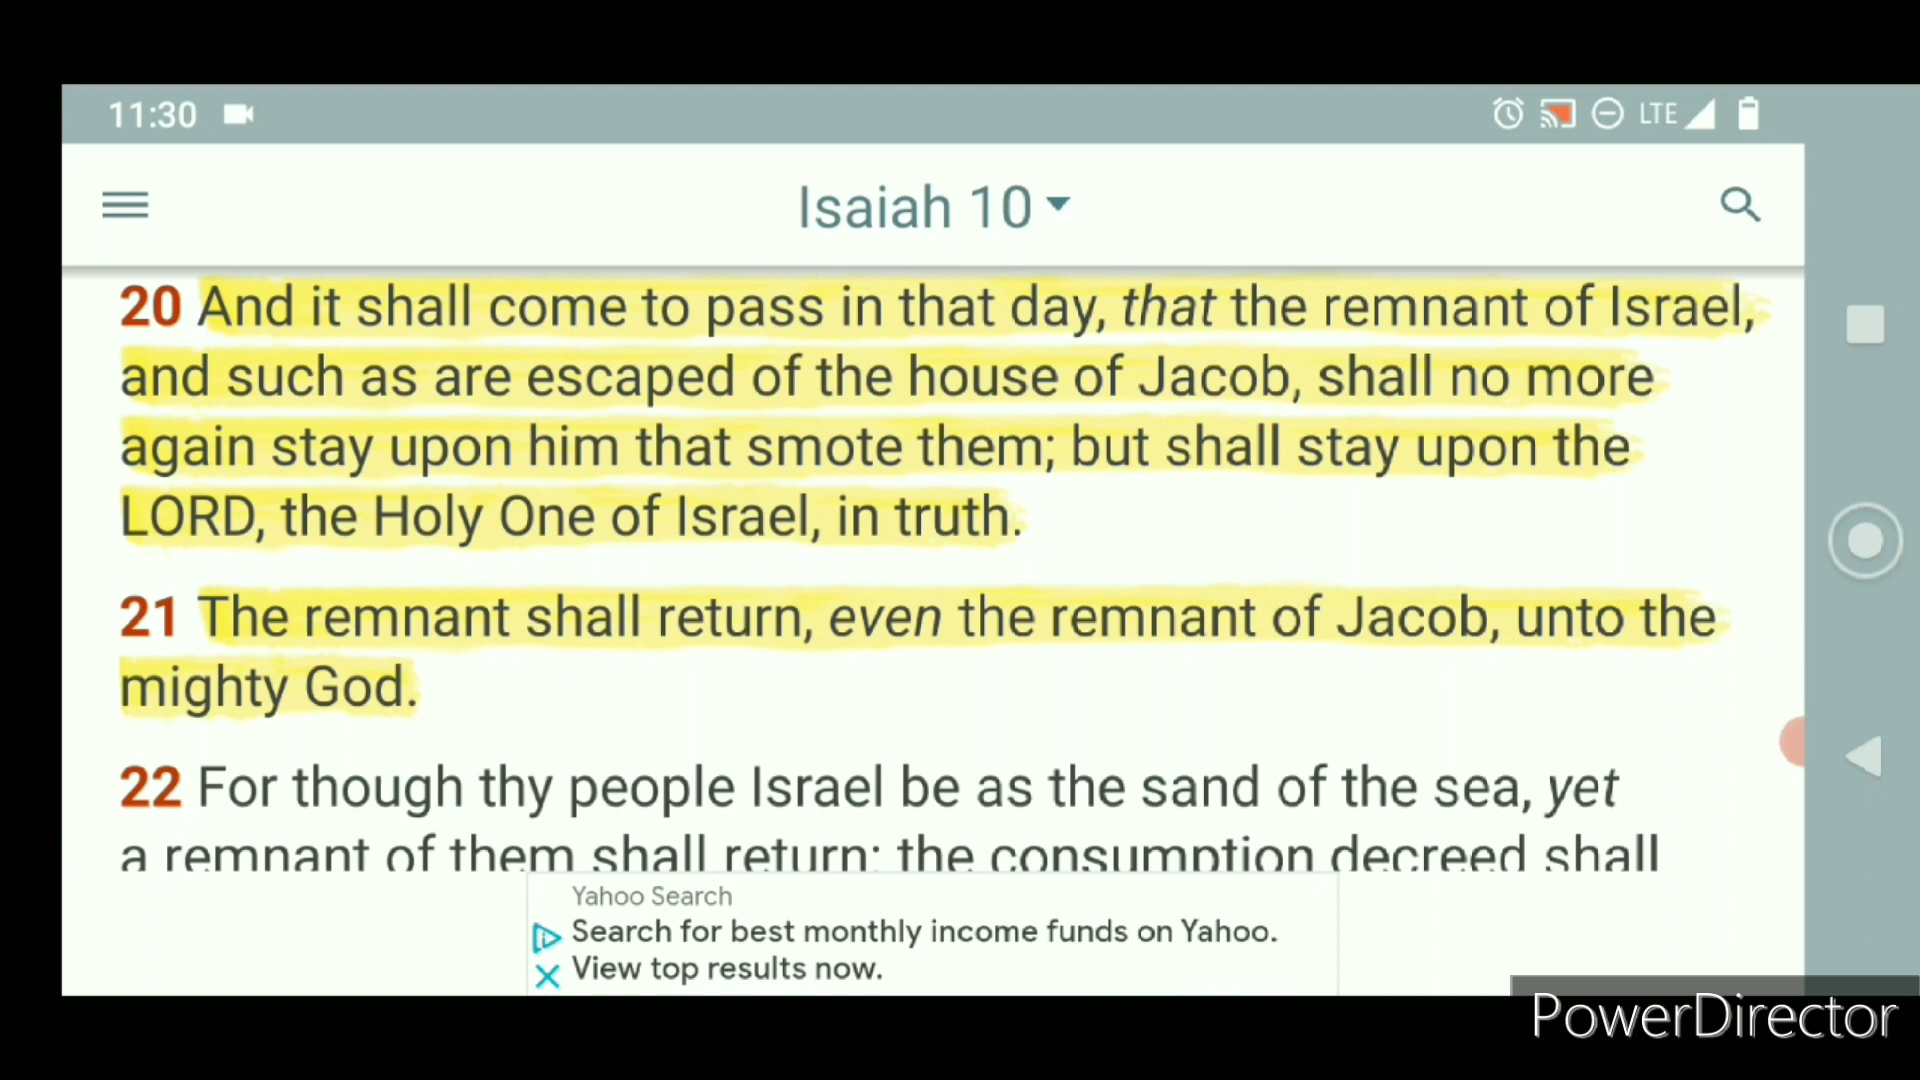 11:30
LTE
Isaiah 10
20 And it shall come to pass in that day, that the remnant of Israel,
and such as are escaped of the house of Jacob, shall no more
again stay upon him that smote them; but shall stay upon the
LORD, the Holy One of Israel, in truth.
21 The remnant shall return, even the remnant of Jacob, unto the
mighty God.
22 For though thy people Israel be as the sand of the sea, yet
a remnant of them shall return: the consumption decreed shall
Yahoo Search
Search for best monthly income funds on Yahoo.
View top results now.
PowerDirector